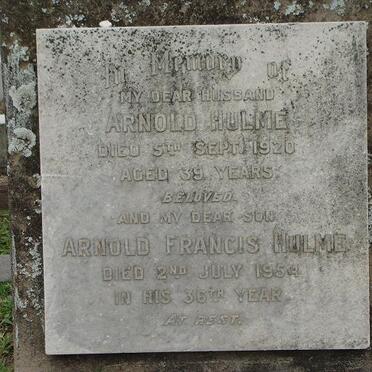 In Memory of
MY DEAR HUSBAND
ARNOLD HULME
DIED 5TH SEPT. 1920
AGED 39 YEARS.
BELOVED.
AND MY DEAR SON
ARNOLD FRANCIS HULME
DIED 2ND JULY 1954
IN HIS 36TH YEAR
AT REST.